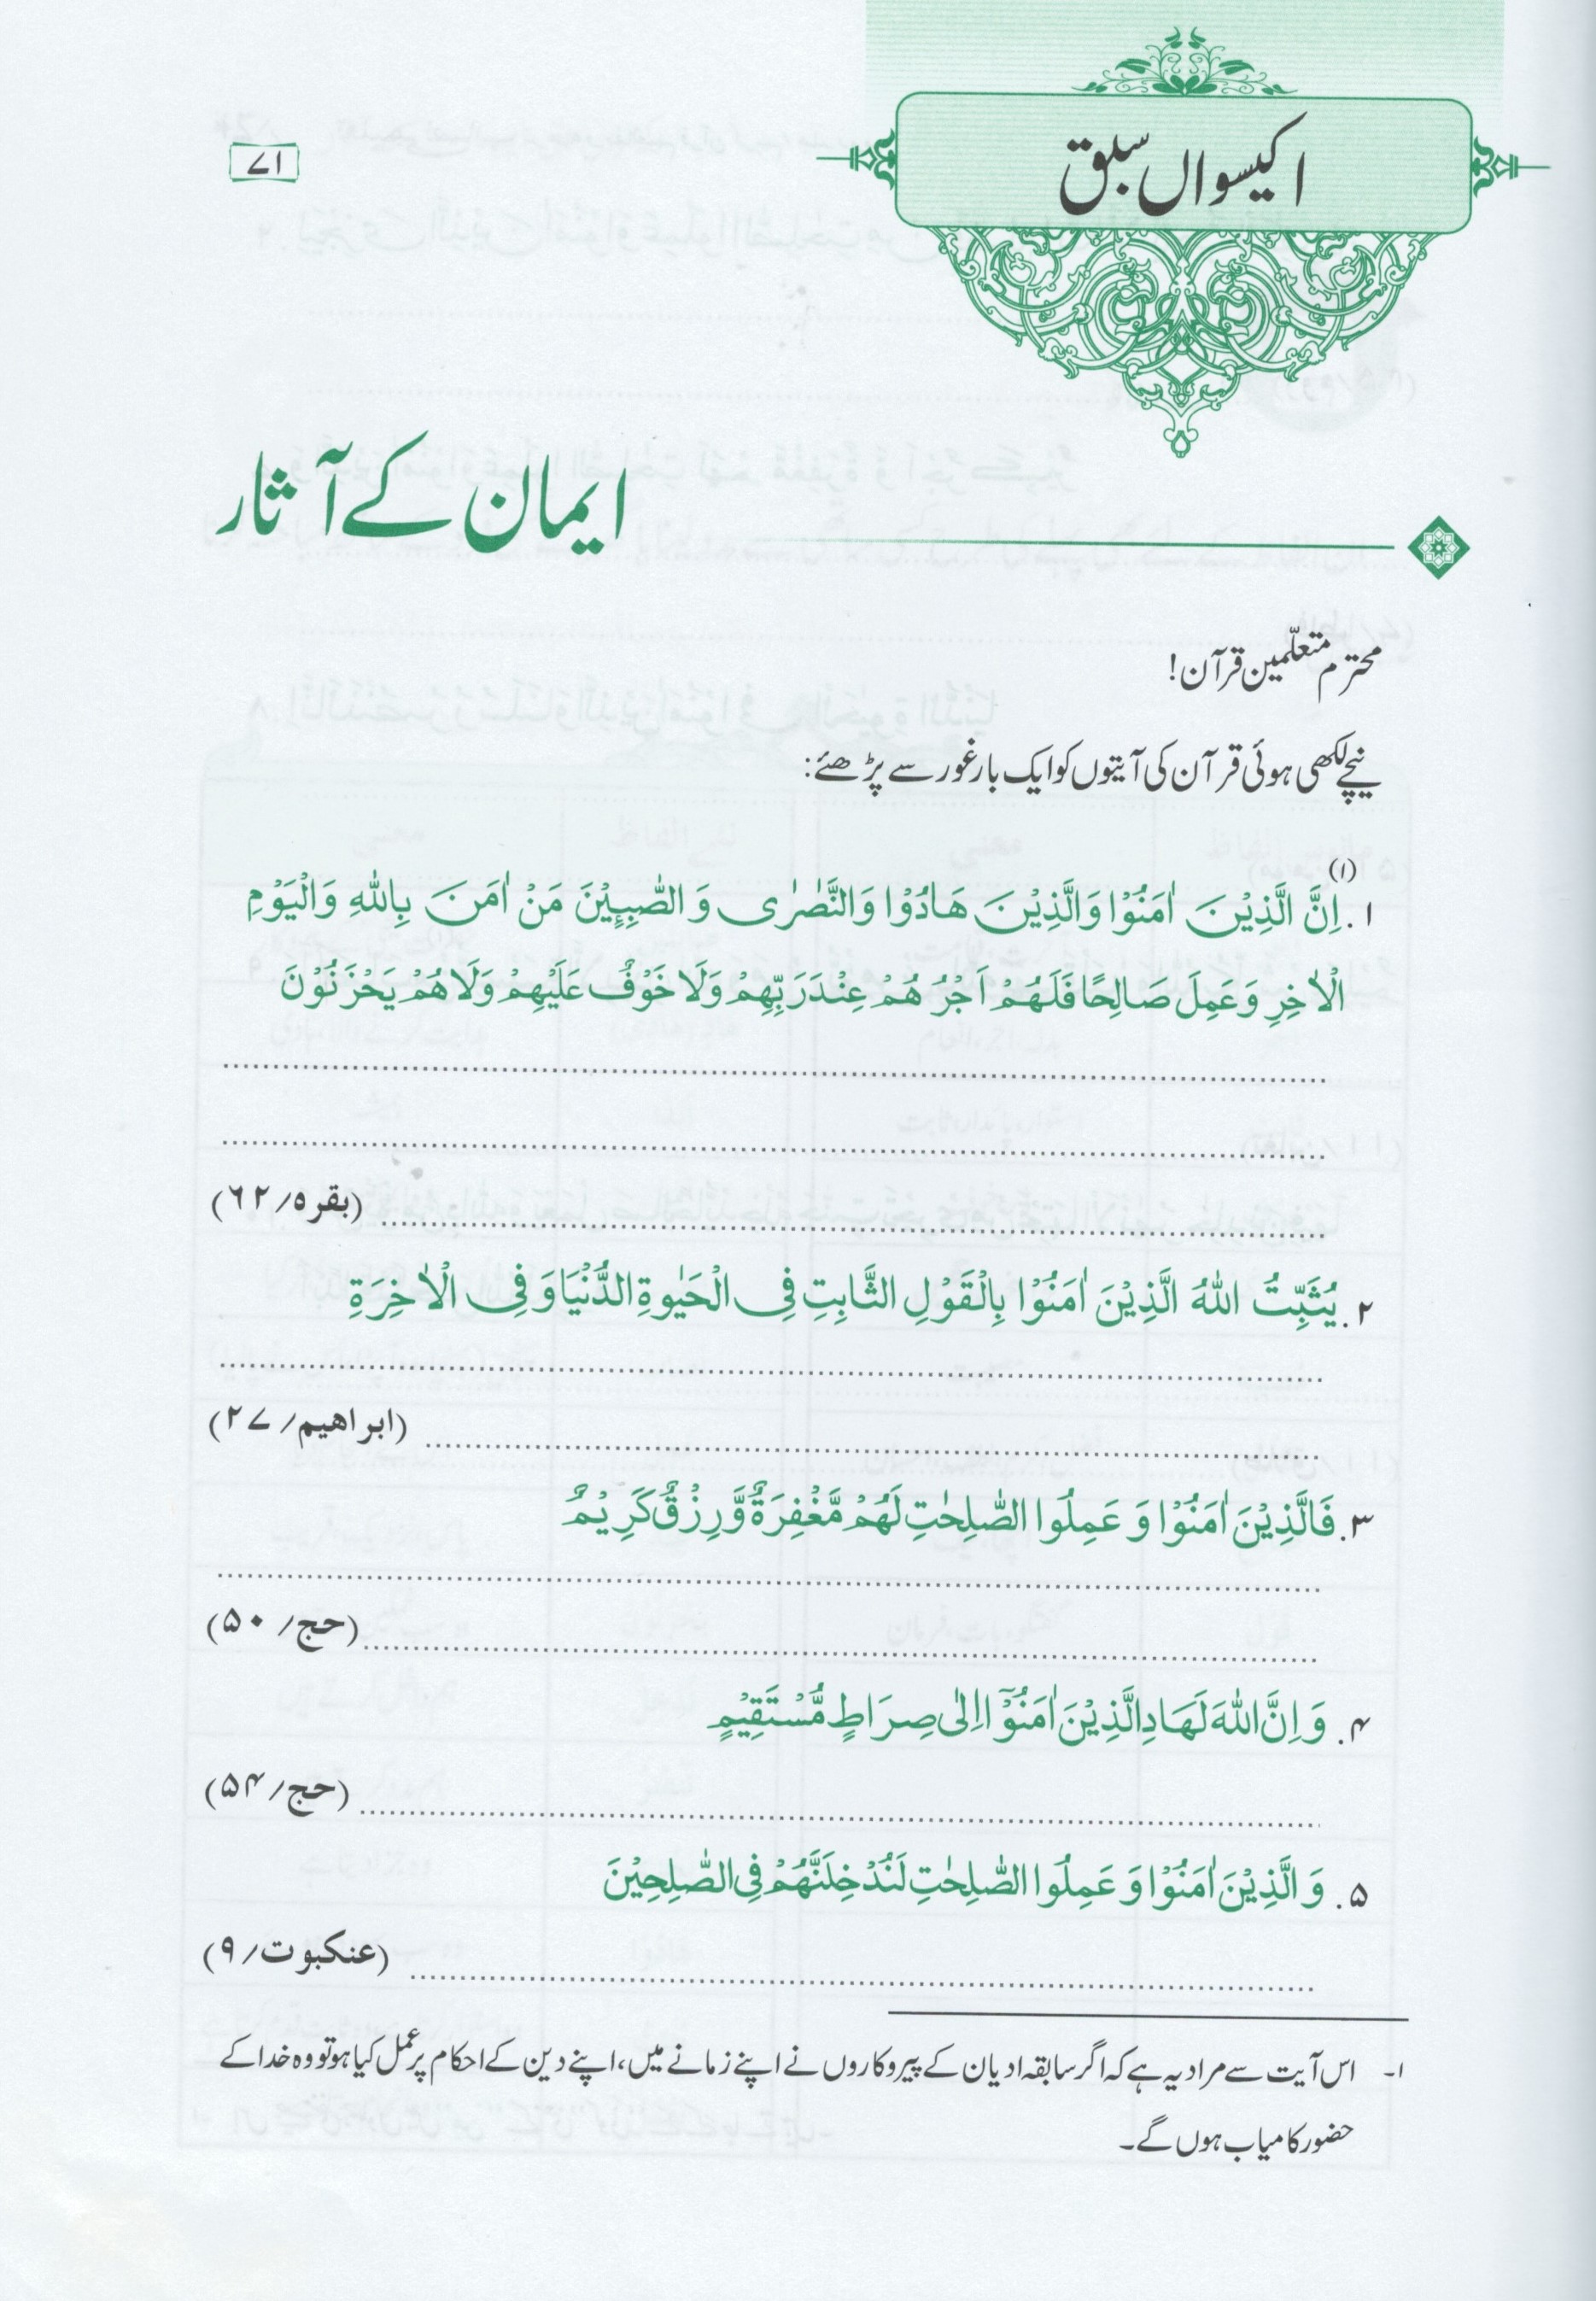 اکیسواں سبق
۷۱
ایمان کے آثار
محترم متعلّمین قرآن!
نیچے لکھی ہوئی قرآن کی آیتوں کو ایک بار غور سے پڑھئے:
۱. اِنَّ الَّذِیْنَ اٰمَنُوْا وَالَّذِیْنَ هَادُوْا وَالنَّصٰرٰی وَ الصّٰبِـِٕیْنَ مَنْ اٰمَنَ بِاللّٰهِ وَالْیَوْمِ (۱)
الْاٰخِرِ وَعَمِلَ صَالِحًا فَلَهُمْ اَجْرُهُمْ عِنْدَ رَبِّهِمْ وَلَا خَوْفٌ عَلَیْهِمْ وَلَا هُمْ یَحْزَنُوْنَ
(بقرہ/ ۶۲)
۲. یُثَبِّتُ اللّٰهُ الَّذِیْنَ اٰمَنُوْا بِالْقَوْلِ الثَّابِتِ فِی الْحَیٰوةِ الدُّنْیَا وَ فِی الْاٰخِرَةِ
(ابراھیم/ ۲۷)
۳. فَالَّذِیْنَ اٰمَنُوْا وَ عَمِلُوا الصّٰلِحٰتِ لَهُمْ مَّغْفِرَةٌ وَّ رِزْقٌ کَرِیْمٌ
(حج/ ۵۰)
۴. وَ اِنَّ اللّٰهَ لَهَادِ الَّذِیْنَ اٰمَنُوْۤا اِلٰی صِرَاطٍ مُّسْتَقِیْمٍ
(حج/ ۵۴)
۵. وَ الَّذِیْنَ اٰمَنُوْا وَ عَمِلُوا الصّٰلِحٰتِ لَنُدْخِلَنَّهُمْ فِی الصّٰلِحِیْنَ
(عنکبوت/ ۹)
۱۔ اس آیت سے مراد یہ ہے کہ اگر سابقہ ادیان کے پیروکاروں نے اپنے زمانے میں، اپنے دین کے احکام پر عمل کیا ہو تو وہ خدا کے
حضور کامیاب ہوں گے۔